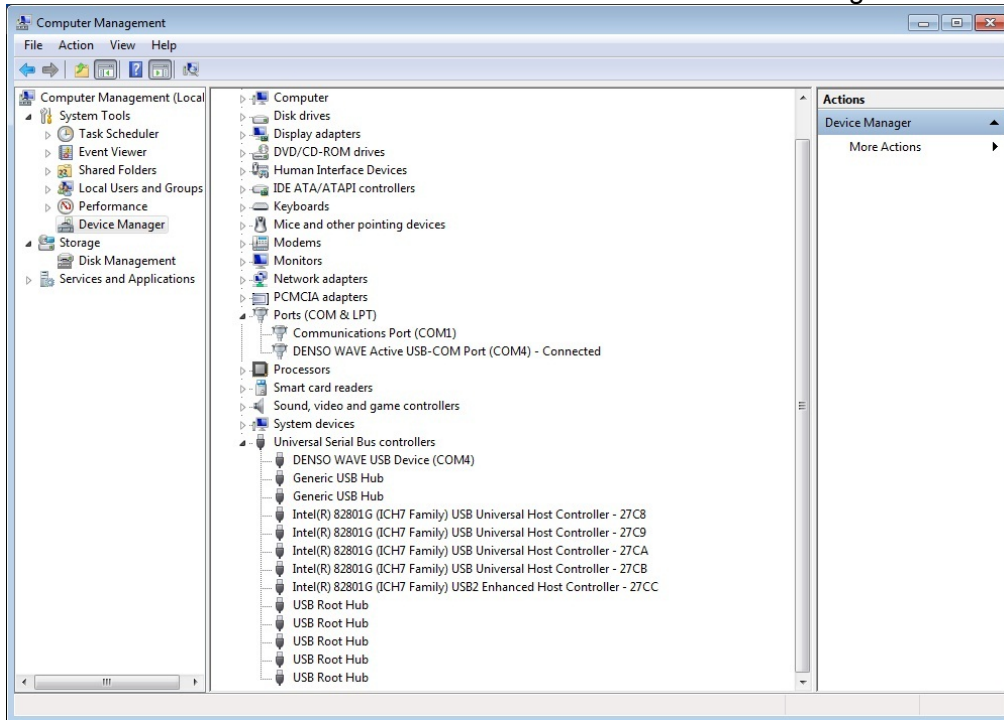 Computer Management
File Action View Help
Computer Management (Local
System Tools
Task Scheduler
Event Viewer
Shared Folders
Local Users and Groups
Performance
Device Manager
Storage
Disk Management
Services and Applications
Computer
Disk drives
Display adapters
DVD/CD-ROM drives
Human Interface Devices
IDE ATA/ATAPI controllers
Keyboards
Mice and other pointing devices
Modems
Monitors
Network adapters
PCMCIA adapters
Ports (COM & LPT)
Communications Port (COM1)
DENSO WAVE Active USB-COM Port (COM4) - Connected
Processors
Smart card readers
Sound, video and game controllers
System devices
Universal Serial Bus controllers
DENSO WAVE USB Device (COM4)
Generic USB Hub
Generic USB Hub
Intel(R) 82801G (ICH7 Family) USB Universal Host Controller - 27C8
Intel(R) 82801G (ICH7 Family) USB Universal Host Controller - 27C9
Intel(R) 82801G (ICH7 Family) USB Universal Host Controller - 27CA
Intel(R) 82801G (ICH7 Family) USB Universal Host Controller - 27CB
Intel(R) 82801G (ICH7 Family) USB2 Enhanced Host Controller - 27CC
USB Root Hub
USB Root Hub
USB Root Hub
USB Root Hub
USB Root Hub
Actions
Device Manager
More Actions